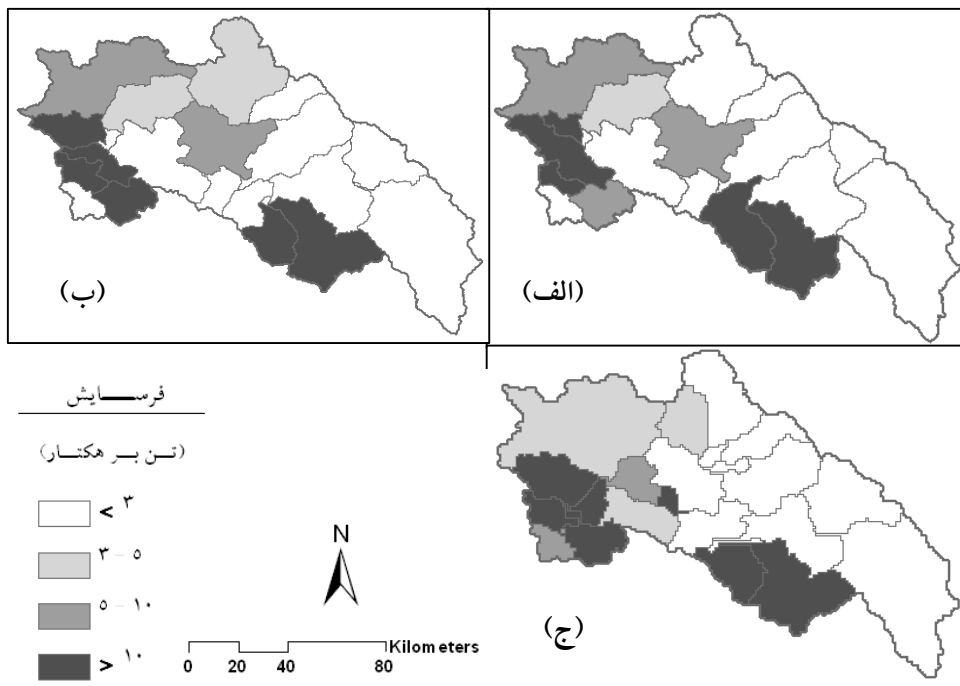 (الف)
(ب)
(ج)
فرسایش
(تن بر هکتار)
< ۳
۳ - ۵
۵ - ۱۰
> ۱۰
N
Kilometers
0 20 40 80